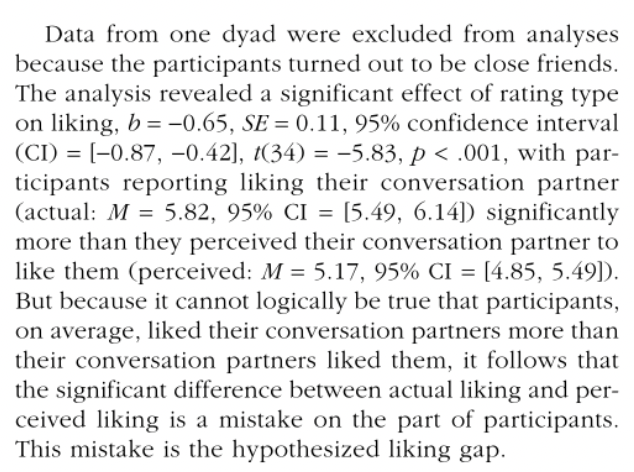 Data from one dyad were excluded from analyses
because the participants turned out to be close friends.
The analysis revealed a significant effect of rating type
on liking, b = −0.65, SE = 0.11, 95% confidence interval
(CI) = [−0.87, −0.42], t(34) = −5.83, p < .001, with par-
ticipants reporting liking their conversation partner
(actual: M = 5.82, 95% CI = [5.49, 6.14]) significantly
more than they perceived their conversation partner to
like them (perceived: M = 5.17, 95% CI = [4.85, 5.49]).
But because it cannot logically be true that participants,
on average, liked their conversation partners more than
their conversation partners liked them, it follows that
the significant difference between actual liking and per-
ceived liking is a mistake on the part of participants.
This mistake is the hypothesized liking gap.